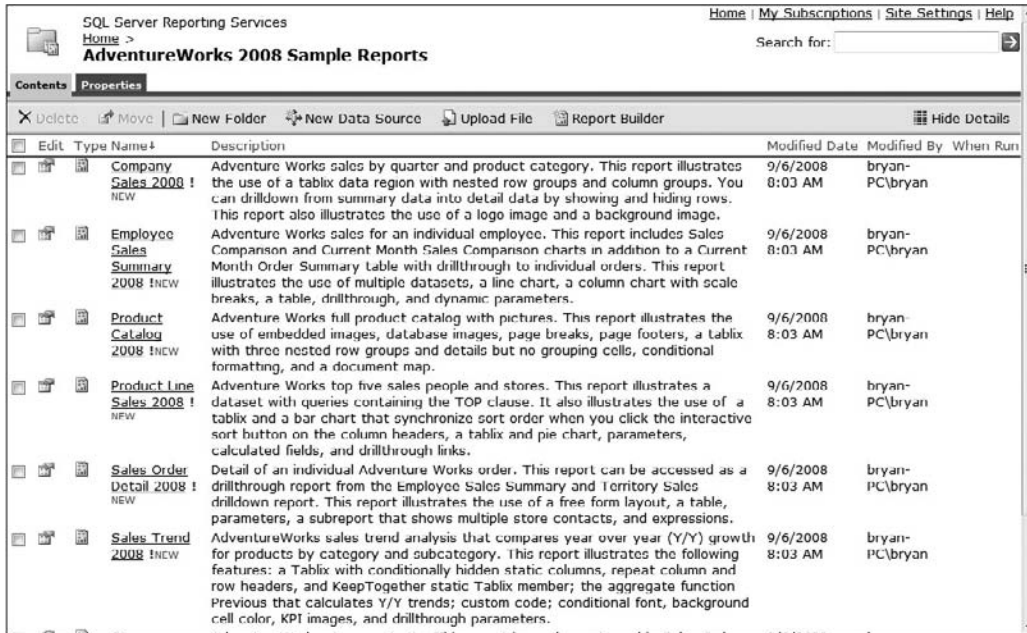 SQL Server Reporting Services
Home | My Subscriptions | Site Settings | Help
Home >
AdventureWorks 2008 Sample Reports
Search for:
Contents Properties
Delete Move | New Folder New Data Source Upload File Report Builder Hide Details
Edit Type Name↓ Description Modified Date Modified By When Run
Company Adventure Works sales by quarter and product category. This report illustrates 9/6/2008 bryan-
Sales 2008 ! the use of a tablix data region with nested row groups and column groups. You 8:03 AM PC\bryan
NEW can drilldown from summary data into detail data by showing and hiding rows.
This report also illustrates the use of a logo image and a background image.
Employee Adventure Works sales for an individual employee. This report includes Sales 9/6/2008 bryan-
Sales Comparison and Current Month Sales Comparison charts in addition to a Current 8:03 AM PC\bryan
Summary Month Order Summary table with drillthrough to individual orders. This report
2008 !NEW illustrates the use of multiple datasets, a line chart, a column chart with scale
breaks, a table, drillthrough, and dynamic parameters.
Product Adventure Works full product catalog with pictures. This report illustrates the 9/6/2008 bryan-
Catalog use of embedded images, database images, page breaks, page footers, a tablix 8:03 AM PC\bryan
2008 !NEW with three nested row groups and details but no grouping cells, conditional
formatting, and a document map.
Product Line Adventure Works top five sales people and stores. This report illustrates a 9/6/2008 bryan-
Sales 2008 ! dataset with queries containing the TOP clause. It also illustrates the use of a 8:03 AM PC\bryan
NEW tablix and a bar chart that synchronize sort order when you click the interactive
sort button on the column headers, a tablix and pie chart, parameters,
calculated fields, and drillthrough links.
Sales Order Detail of an individual Adventure Works order. This report can be accessed as a 9/6/2008 bryan-
Detail 2008 ! drillthrough report from the Employee Sales Summary and Territory Sales 8:03 AM PC\bryan
NEW drilldown report. This report illustrates the use of a free form layout, a table,
parameters, a subreport that shows multiple store contacts, and expressions.
Sales Trend AdventureWorks sales trend analysis that compares year over year (Y/Y) growth 9/6/2008 bryan-
2008 !NEW for products by category and subcategory. This report illustrates the following 8:03 AM PC\bryan
features: a Tablix with conditionally hidden static columns, repeat column and
row headers, and KeepTogether static Tablix member; the aggregate function
Previous that calculates Y/Y trends; custom code; conditional font, background
cell color, KPI images, and drillthrough parameters.